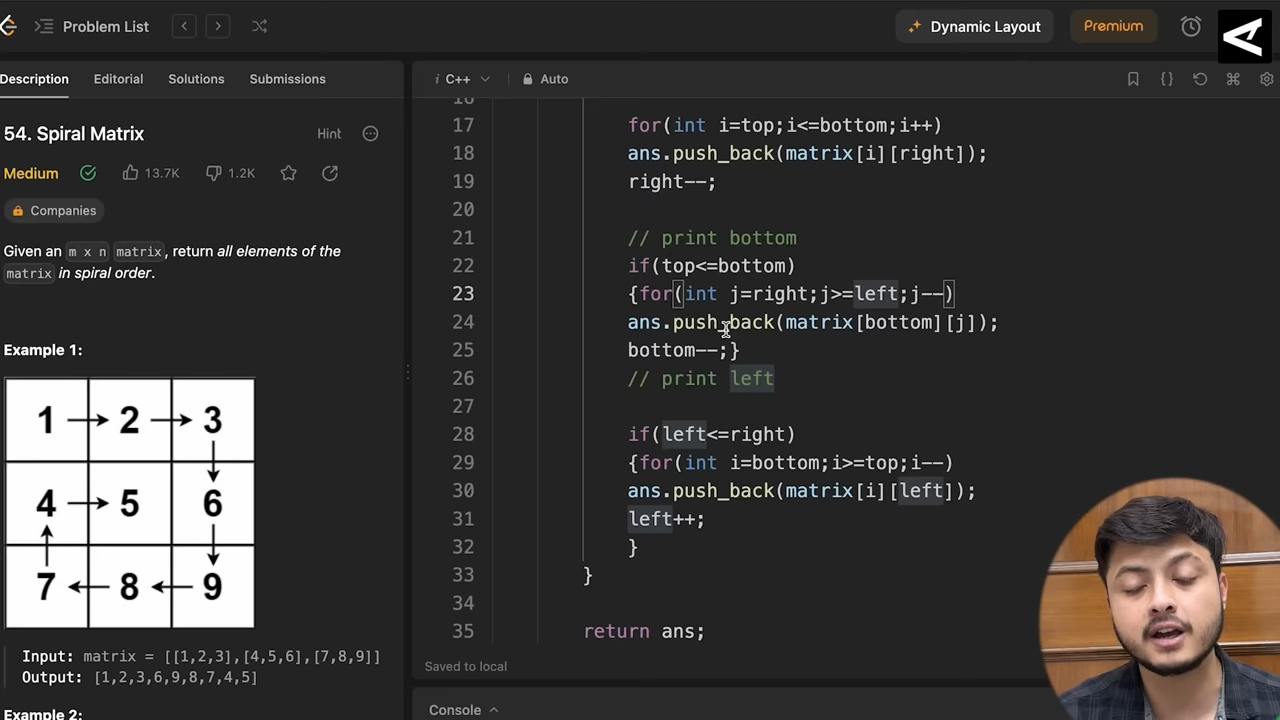 Problem List
Dynamic Layout
Premium
Description
Editorial
Solutions
Submissions
54. Spiral Matrix
Hint
Medium
13.7K
1.2K
Companies
Given an m x n matrix, return all elements of the
matrix in spiral order.
Example 1:
1 2 3
4 5 6
7 8 9
Input: matrix = [[1,2,3],[4,5,6],[7,8,9]]
Output: [1,2,3,6,9,8,7,4,5]
Example 2:
i C++
Auto
16
17 for(int i=top;i<=bottom;i++)
18 ans.push_back(matrix[i][right]);
19 right--;
20
21 // print bottom
22 if(top<=bottom)
23 {for(int j=right;j>=left;j--)
24 ans.push_back(matrix[bottom][j]);
25 bottom--;}
26 // print left
27
28 if(left<=right)
29 {for(int i=bottom;i>=top;i--)
30 ans.push_back(matrix[i][left]);
31 left++;
32 }
33 }
34
35 return ans;
Saved to local
Console